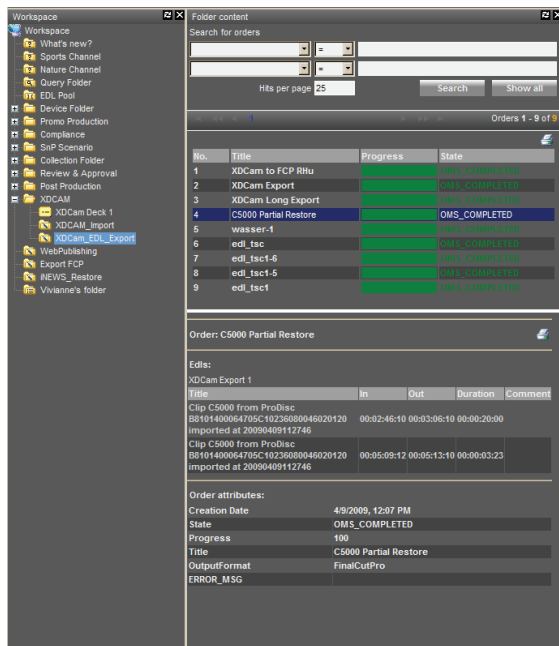 Workspace
Workspace
What's new?
Sports Channel
Nature Channel
Query Folder
EDL Pool
Device Folder
Promo Production
Compliance
SnP Scenario
Collection Folder
Review & Approval
Post Production
XDCAM
XDCam Deck 1
XDCAM_Import
XDCam_EDL_Export
WebPublishing
Export FCP
iNEWS_Restore
Vivianne's folder
Folder content
Search for orders
=
=
Hits per page 25 Search Show all
1 Orders 1 - 9 of 9
No. Title Progress State
1 XDCam to FCP RHu OMS_COMPLETED
2 XDCam Export OMS_COMPLETED
3 XDCam Long Export OMS_COMPLETED
4 C5000 Partial Restore OMS_COMPLETED
5 wasser-1 OMS_COMPLETED
6 edl_tsc OMS_COMPLETED
7 edl_tsc1-6 OMS_COMPLETED
8 edl_tsc1-5 OMS_COMPLETED
9 edl_tsc1 OMS_COMPLETED
Order: C5000 Partial Restore
Edls:
XDCam Export 1
Title In Out Duration Comment
Clip C5000 from ProDisc
B8101400064705C10236080046020120 00:02:46:10 00:03:06:10 00:00:20:00
imported at 20090409112746
Clip C5000 from ProDisc
B8101400064705C10236080046020120 00:05:09:12 00:05:13:10 00:00:03:23
imported at 20090409112746
Order attributes:
Creation Date 4/9/2009, 12:07 PM
State OMS_COMPLETED
Progress 100
Title C5000 Partial Restore
OutputFormat FinalCutPro
ERROR_MSG